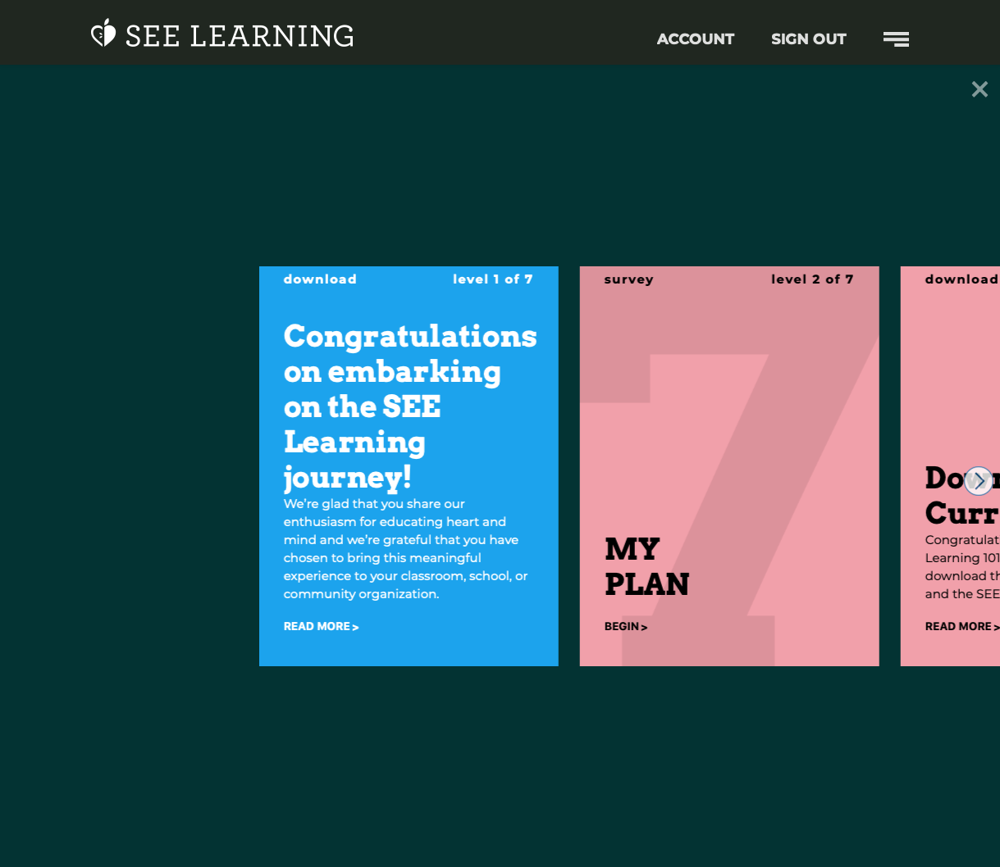 SEE LEARNING
ACCOUNT
SIGN OUT
download
level 1 of 7
Congratulations
on embarking
on the SEE
Learning
journey!
We're glad that you share our
enthusiasm for educating heart and
mind and we're grateful that you have
chosen to bring this meaningful
experience to your classroom, school, or
community organization.
READ MORE >
survey
level 2 of 7
7
MY
PLAN
BEGIN >
download
Curr
Congratulat
Learning 101
download th
and the SEE
READ MORE >